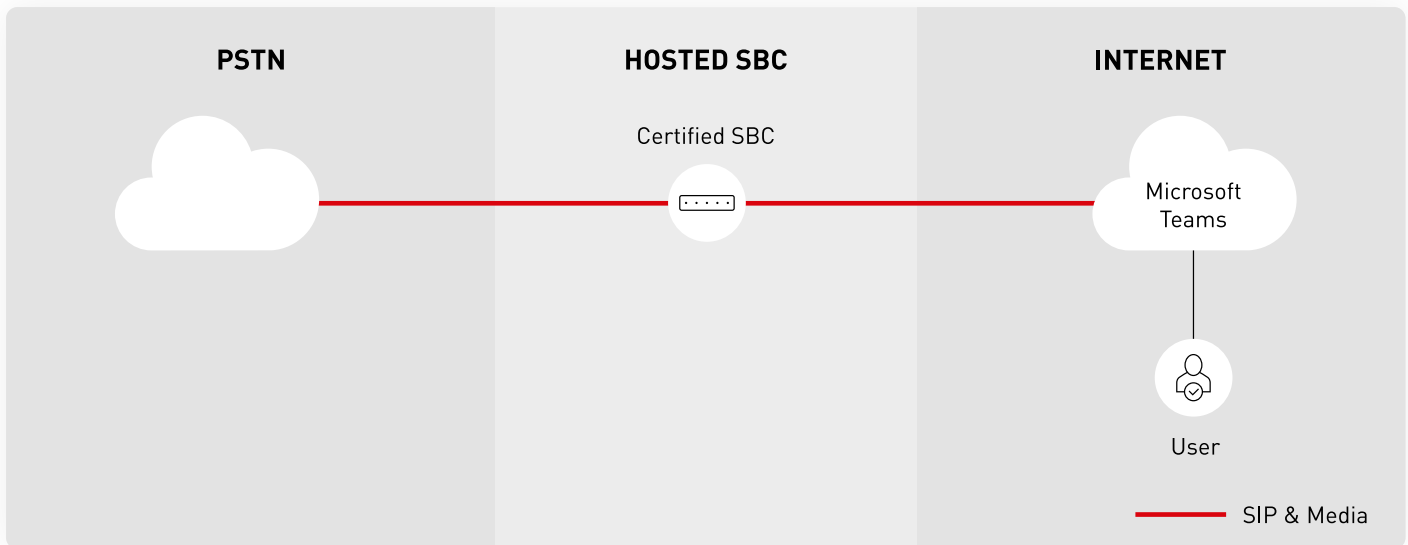 PSTN
HOSTED SBC
INTERNET
Certified SBC
Microsoft
Teams
User
SIP & Media